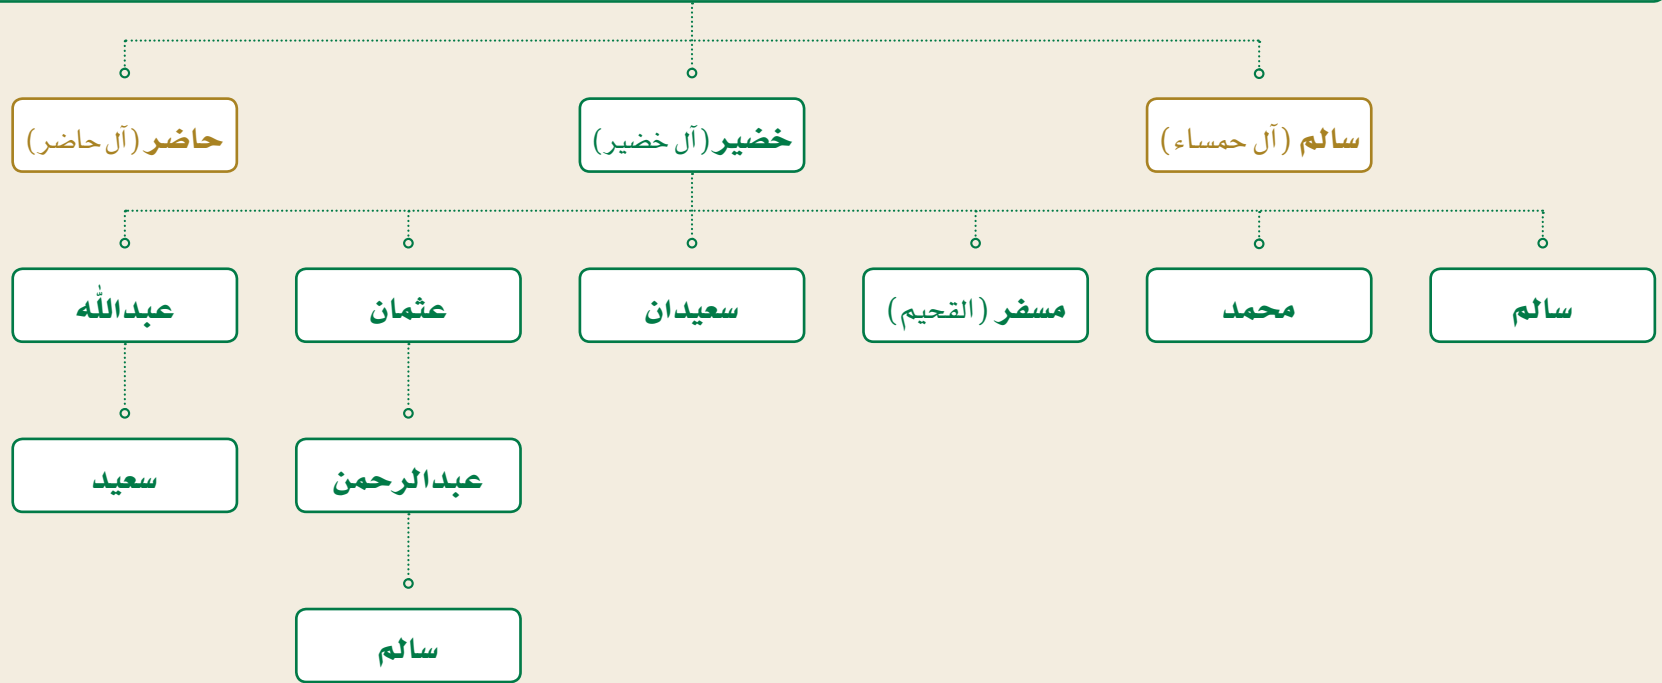 سالم (آل حمساء)
خضير (آل خضير)
حاضر (آل حاضر)
سالم
محمد
مسفر (القحيم)
سعيدان
عثمان
عبدالله
عبدالرحمن
سعيد
سالم